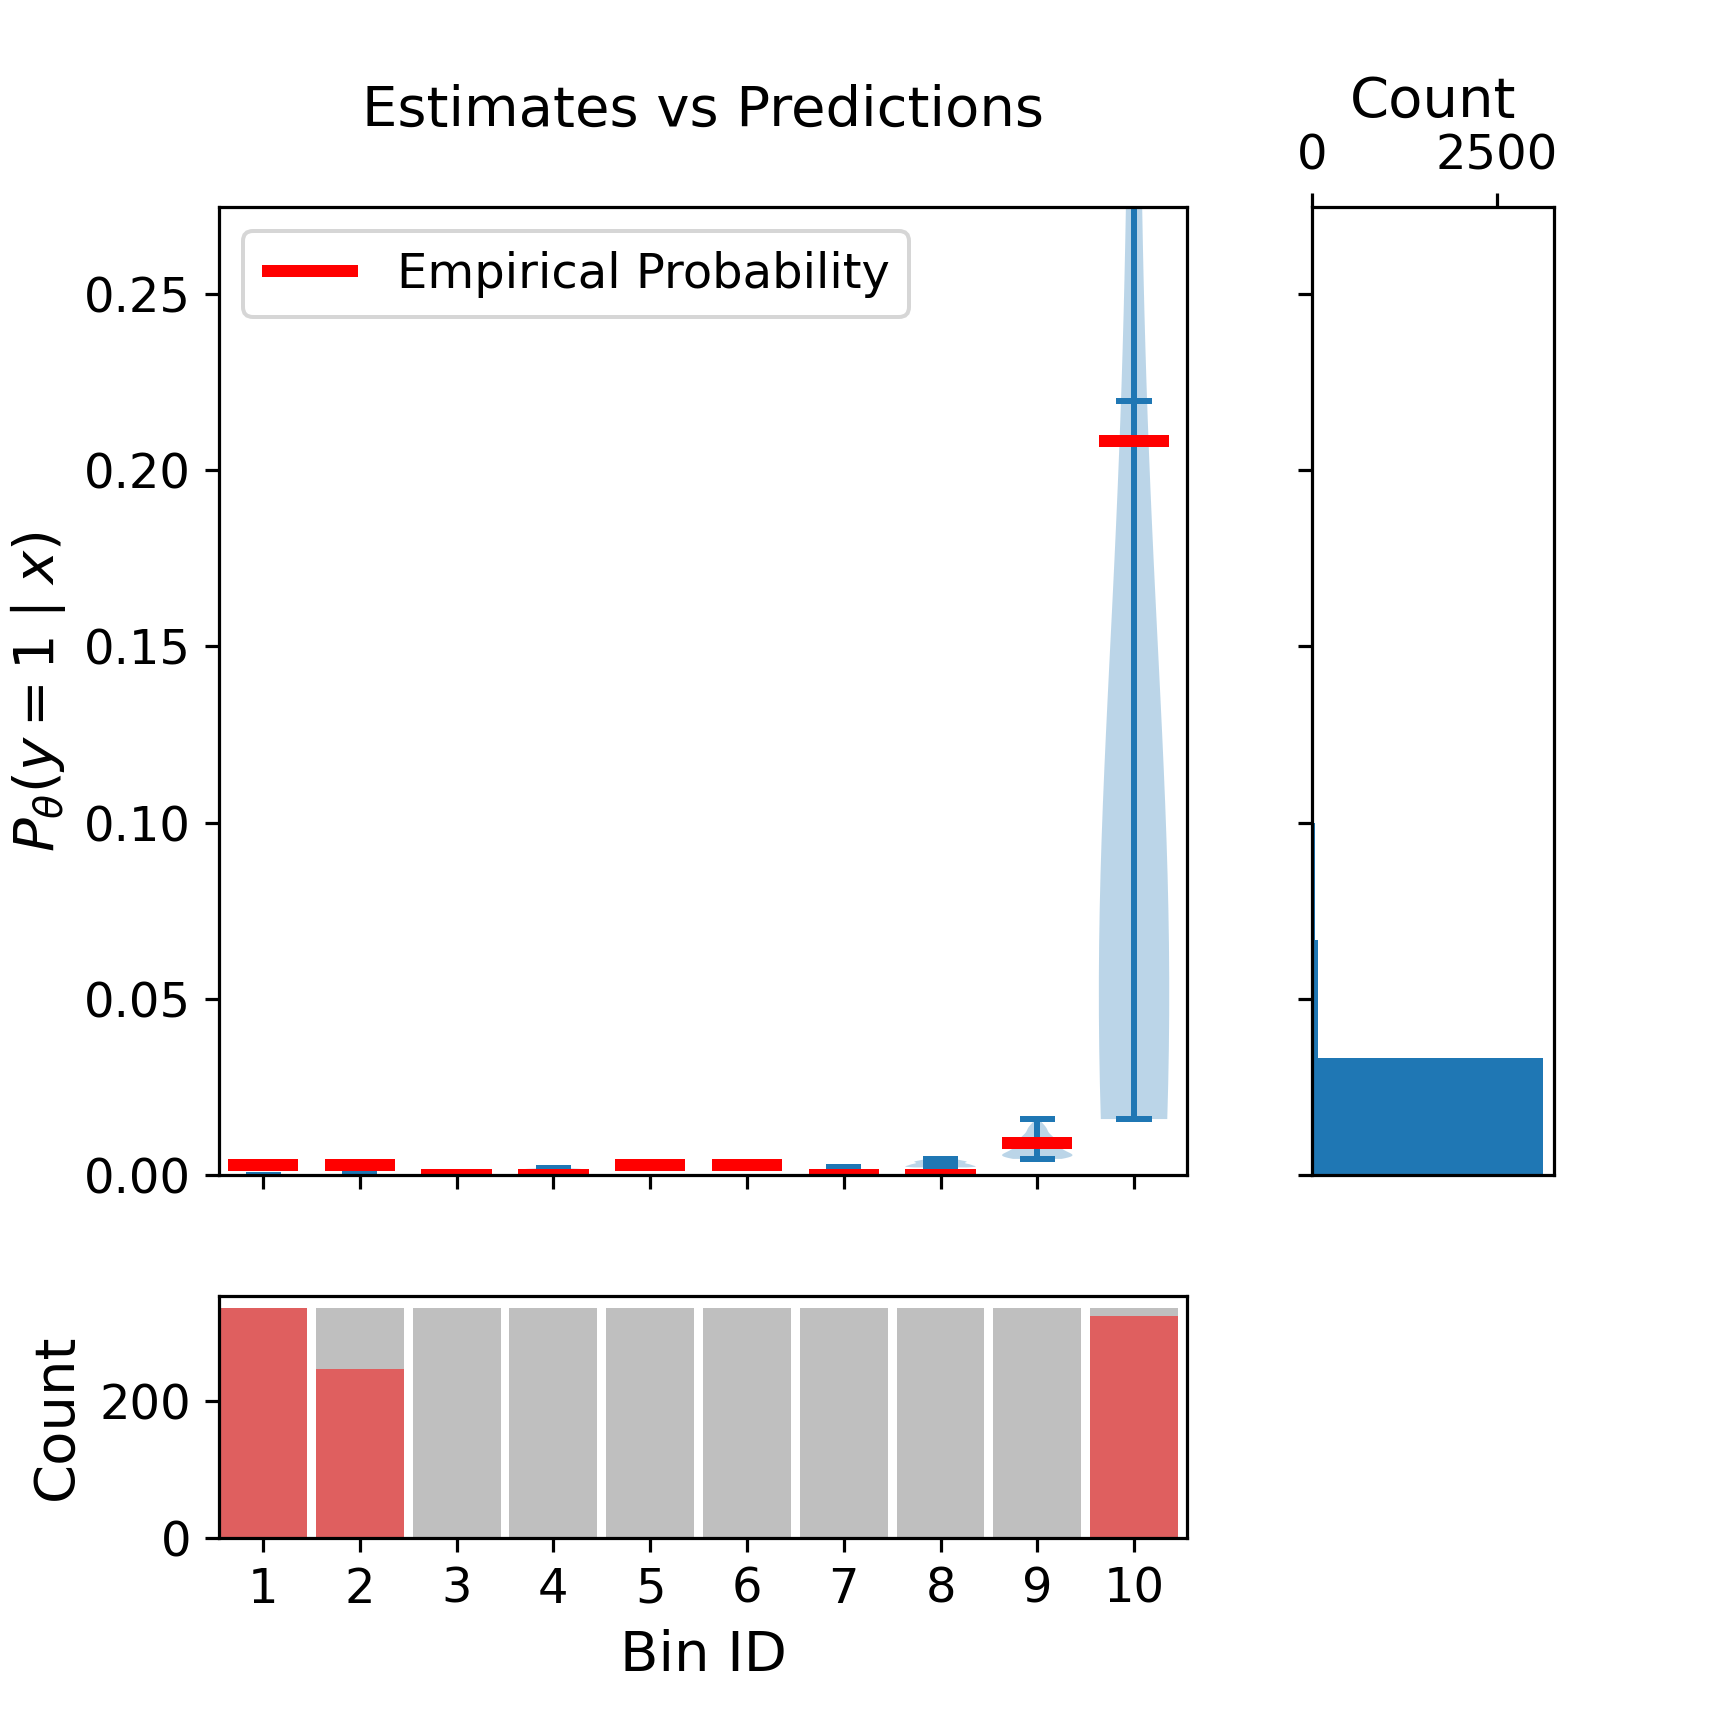 Estimates vs Predictions
Count
0 2500
Empirical Probability
0.25
0.20
0.15
0.10
0.05
0.00
P_θ(y = 1 | x)
Count
200
0
1 2 3 4 5 6 7 8 9 10
Bin ID